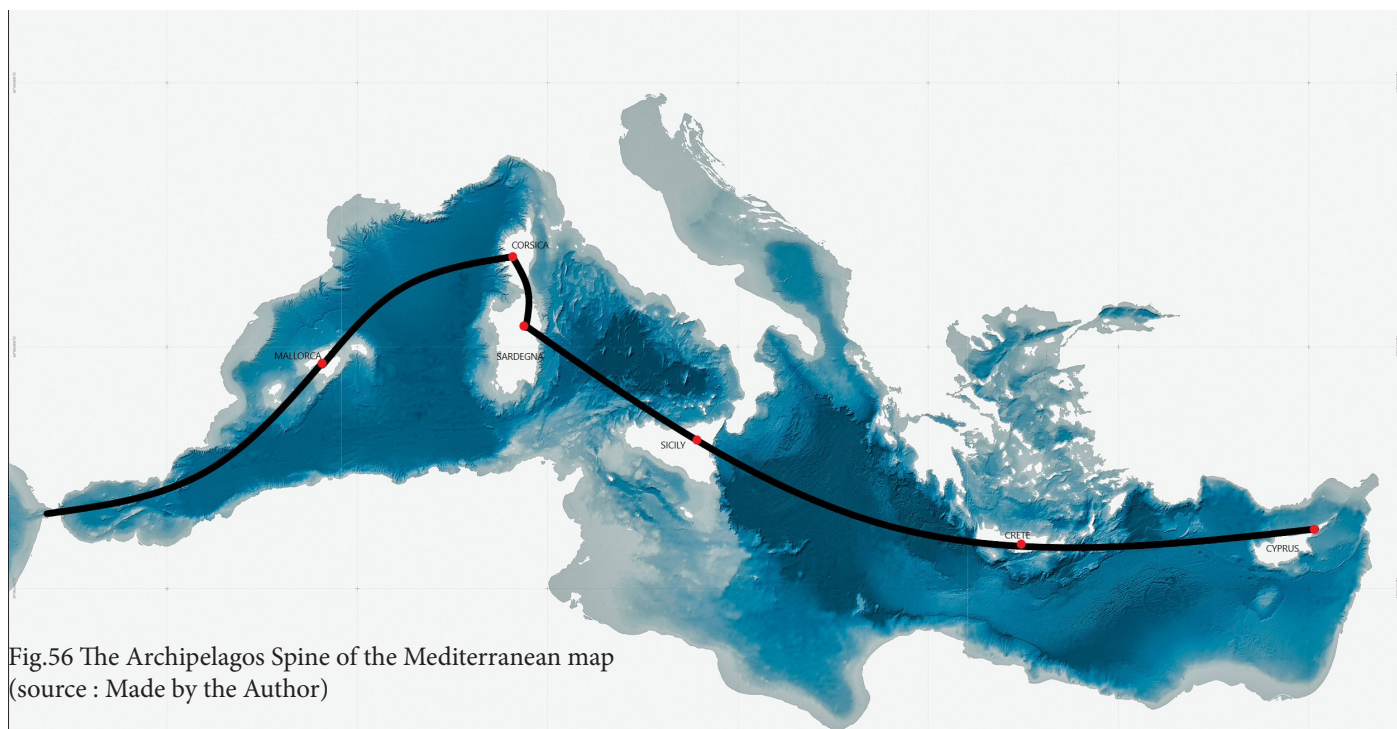 CORSICA
MALLORCA
SARDEGNA
SICILY
CRETE
CYPRUS
Fig.56 The Archipelagos Spine of the Mediterranean map
(source : Made by the Author)